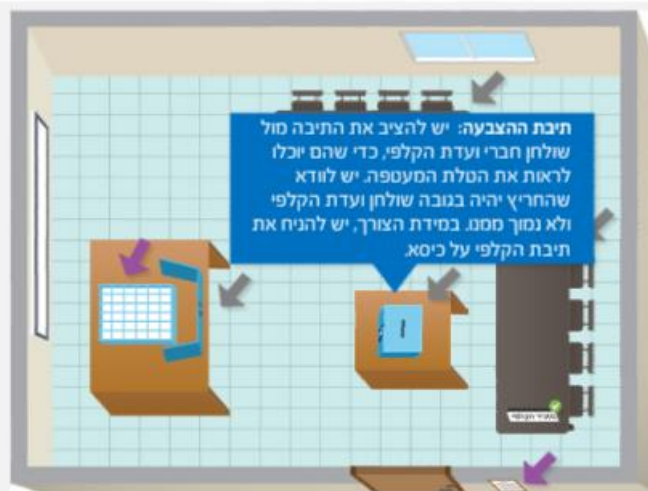 תיבת ההצבעה: יש להציב את התיבה מול
שולחן חברי ועדת הקלפי, כדי שהם יוכלו
לראות את הטלת המעטפה. יש לוודא
שהחריץ יהיה בגובה שולחן ועדת הקלפי
ולא נמוך ממנו. במידת הצורך, יש להניח את
תיבת הקלפי על כיסא.